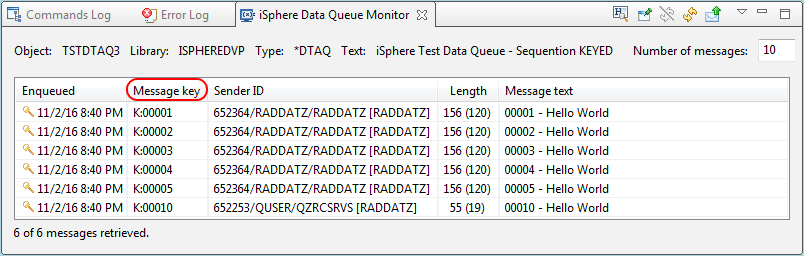 Commands Log Error Log iSphere Data Queue Monitor
Object: TSTDTAQ3 Library: ISPHEREDVP Type: *DTAQ Text: iSphere Test Data Queue - Sequention KEYED Number of messages: 10
Enqueued Message key Sender ID Length Message text
11/2/16 8:40 PM K:00001 652364/RADDATZ/RADDATZ [RADDATZ] 156 (120) 00001 - Hello World
11/2/16 8:40 PM K:00002 652364/RADDATZ/RADDATZ [RADDATZ] 156 (120) 00002 - Hello World
11/2/16 8:40 PM K:00003 652364/RADDATZ/RADDATZ [RADDATZ] 156 (120) 00003 - Hello World
11/2/16 8:40 PM K:00004 652364/RADDATZ/RADDATZ [RADDATZ] 156 (120) 00004 - Hello World
11/2/16 8:40 PM K:00005 652364/RADDATZ/RADDATZ [RADDATZ] 156 (120) 00005 - Hello World
11/2/16 8:40 PM K:00010 652253/QUSER/QZRCSRVS [RADDATZ] 55 (19) 00010 - Hello World
6 of 6 messages retrieved.